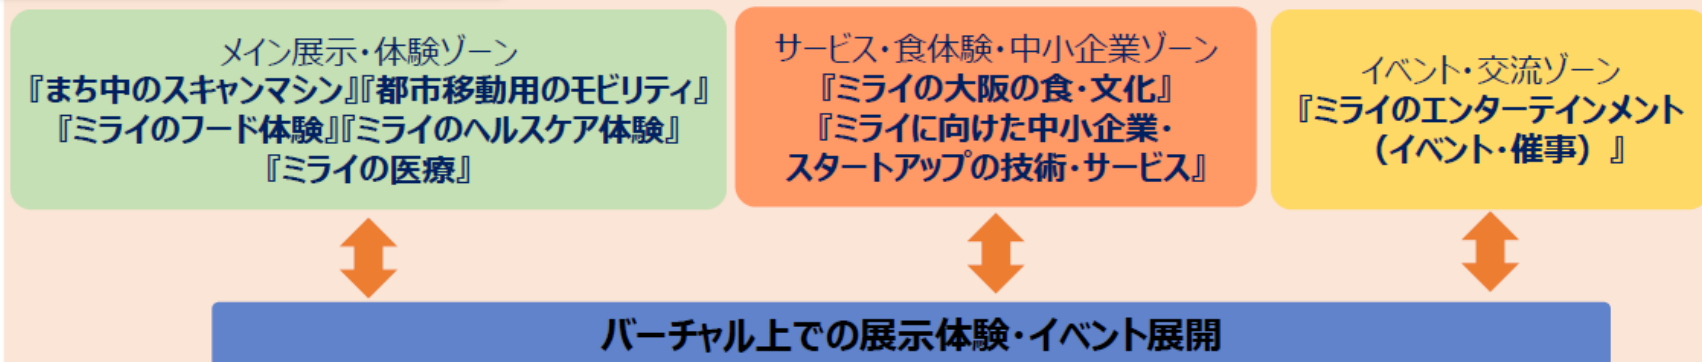 メイン展示・体験ゾーン
『まち中のスキャンマシン』『都市移動用のモビリティ』
『ミライのフード体験』『ミライのヘルスケア体験』
『ミライの医療』
サービス・食体験・中小企業ゾーン
『ミライの大阪の食・文化』
『ミライに向けた中小企業・
スタートアップの技術・サービス』
イベント・交流ゾーン
『ミライのエンターテインメント
（イベント・催事）』
バーチャル上での展示体験・イベント展開